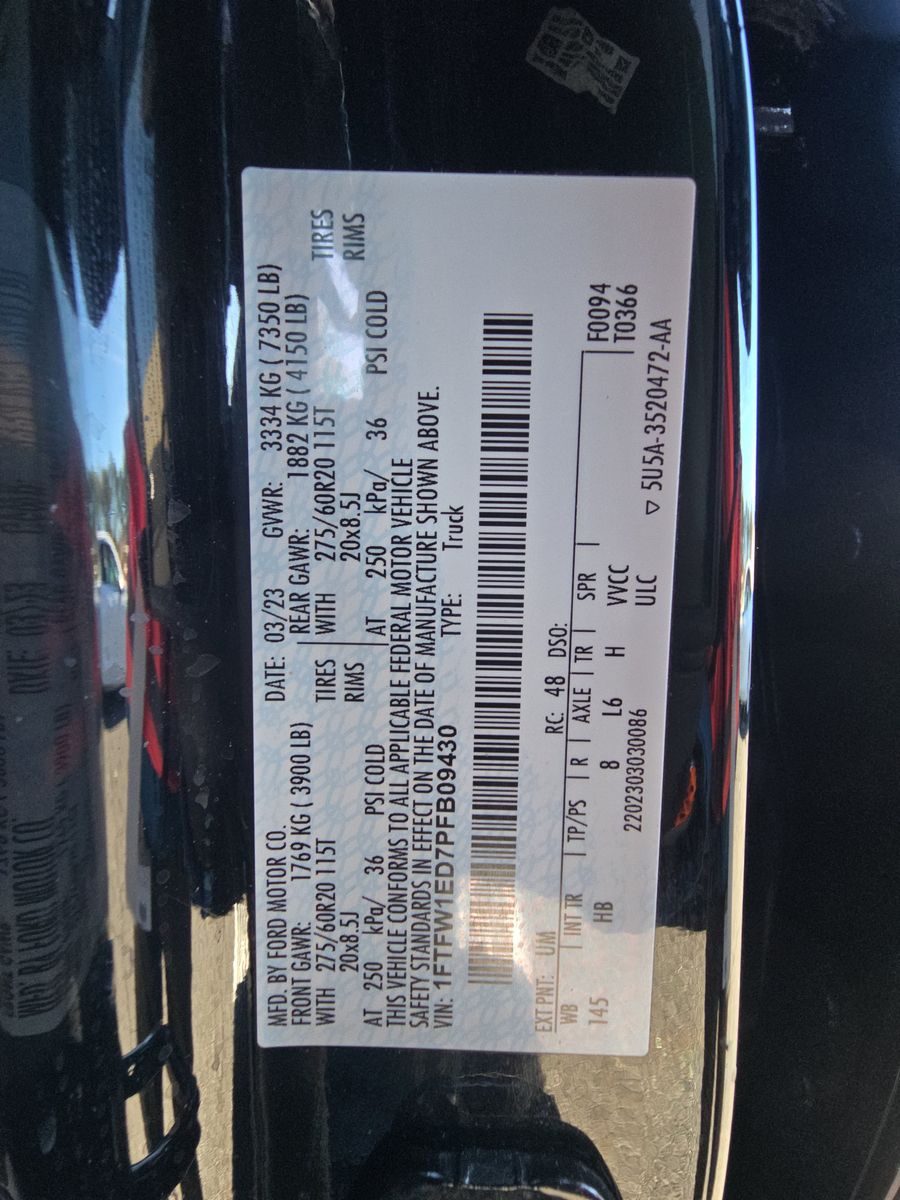 MFD. BY FORD MOTOR CO. DATE: 03/23 GVWR: 3334 KG ( 7350 LB)
FRONT GAWR: 1769 KG ( 3900 LB) REAR GAWR: 1882 KG ( 4150 LB)
WITH 275/60R20 115T TIRES WITH 275/60R20 115T TIRES
20x8.5J RIMS 20x8.5J RIMS
AT 250 kPa/ 36 PSI COLD AT 250 kPa/ 36 PSI COLD
THIS VEHICLE CONFORMS TO ALL APPLICABLE FEDERAL MOTOR VEHICLE
SAFETY STANDARDS IN EFFECT ON THE DATE OF MANUFACTURE SHOWN ABOVE.
VIN: 1FTFW1ED7PFB09430 TYPE: Truck
EXT PNT: UM RC: 48 DSO:
WB INT TR TP/PS R AXLE TR SPR F0094
145 HB 8 L6 H WCC T0366
2202303030086 ULC
▽ 5U5A-3520472-AA